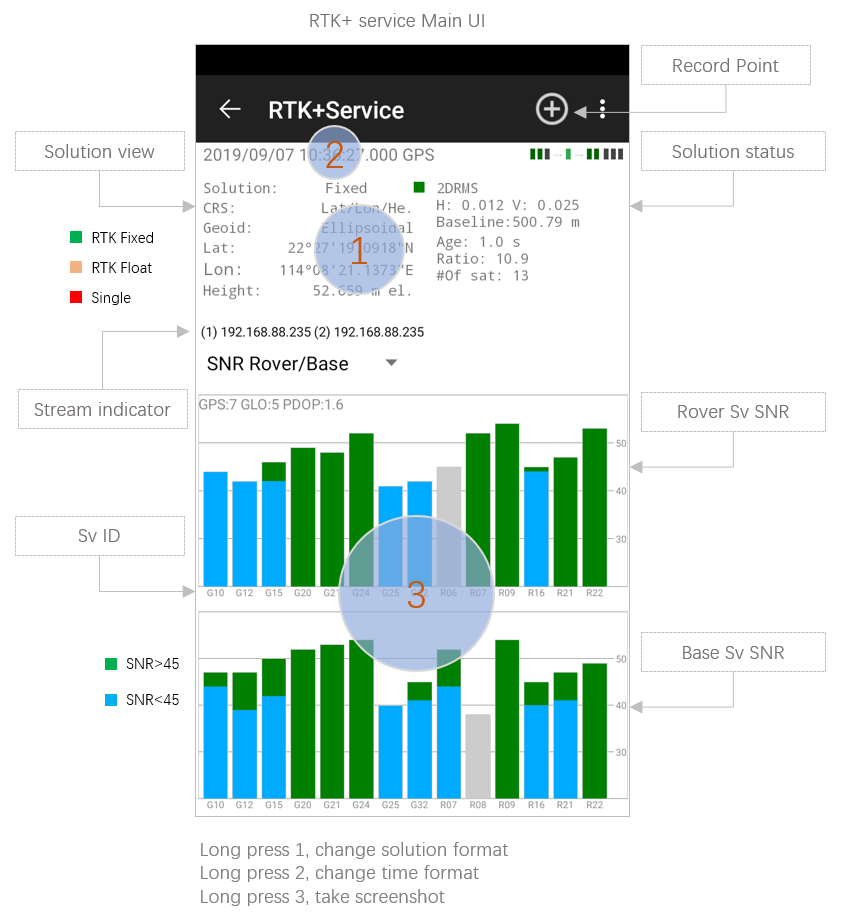 RTK+ service Main UI
Record Point
RTK+Service
Solution view
2019/09/07 10:36:27.000 GPS
2
Solution status
Solution: Fixed
2DRMS
CRS: Lat/Lon/He.
H: 0.012 V: 0.025
Geoid: Ellipsoidal
Baseline:500.79 m
RTK Fixed
Lat: 22°27'19.0918"N
1
Age: 1.0 s
RTK Float
Lon: 114°08'21.1373"E
Ratio: 10.9
Single
Height: 52.659 m el.
#Of sat: 13
(1) 192.168.88.235 (2) 192.168.88.235
SNR Rover/Base
Stream indicator
GPS:7 GLO:5 PDOP:1.6
Rover Sv SNR
50
40
Sv ID
30
G10 G12 G15 G20 G21 G24 3 R06 R07 R09 R16 R21 R22
SNR>45
50
Base Sv SNR
SNR<45
40
30
G10 G12 G15 G20 G21 G24 G25 G32 R07 R08 R09 R16 R21 R22
Long press 1, change solution format
Long press 2, change time format
Long press 3, take screenshot